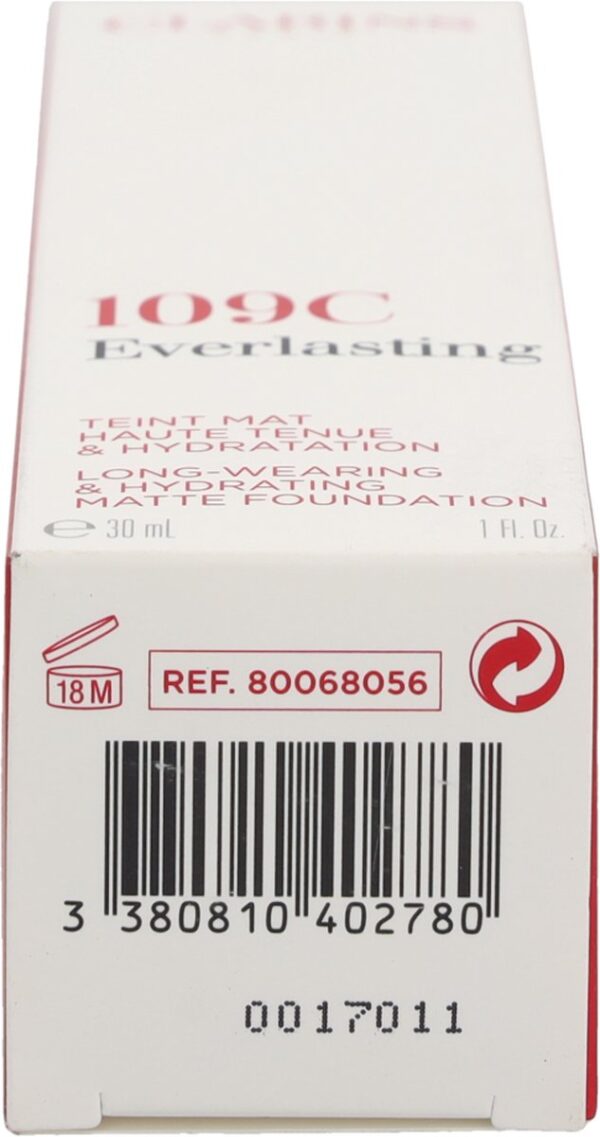 CLARINS
109C
Everlasting
TEINT MAT
HAUTE TENUE
& HYDRATATION
LONG-WEARING
& HYDRATING
MATTE FOUNDATION
℮ 30 mL 1 Fl. Oz.
18 M
REF. 80068056
3 380810 402780
0017011